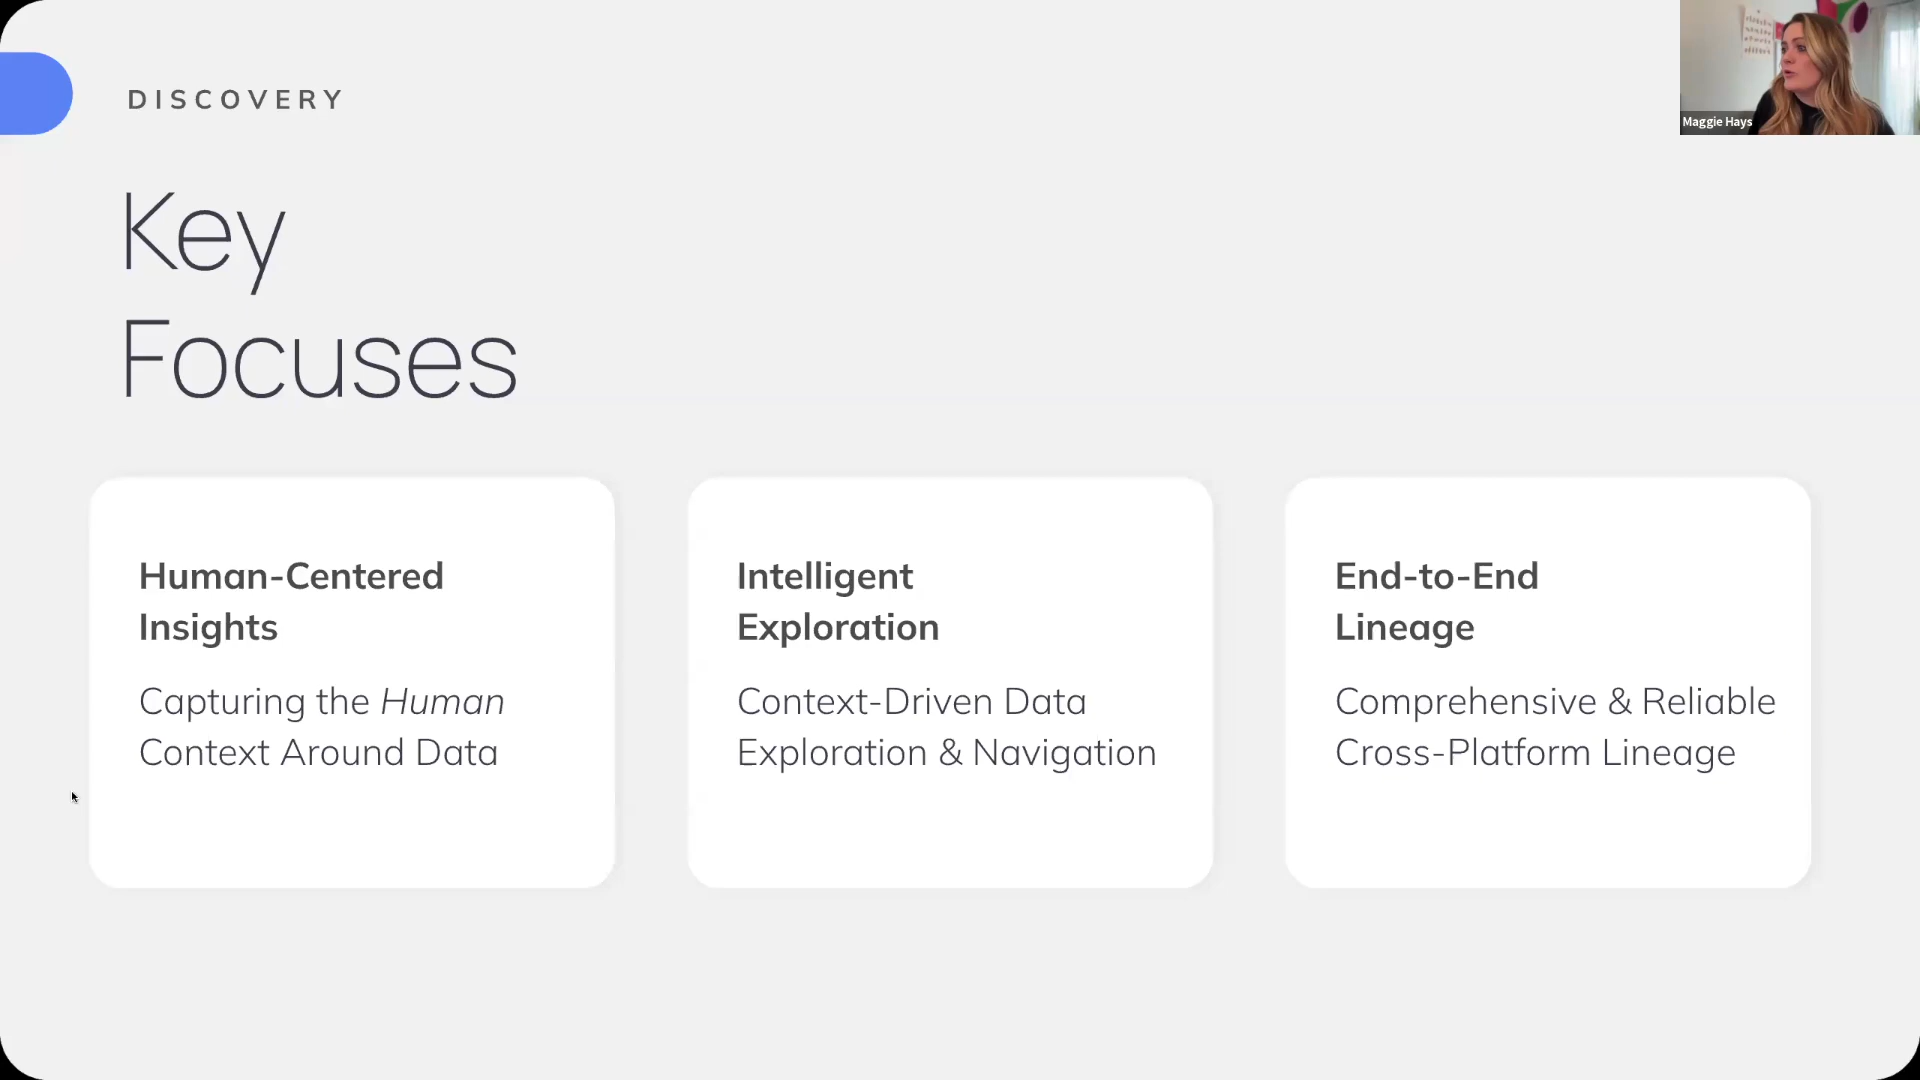 DISCOVERY
Maggie Hays
Key
Focuses
Human-Centered
Insights
Capturing the Human
Context Around Data
Intelligent
Exploration
Context-Driven Data
Exploration & Navigation
End-to-End
Lineage
Comprehensive & Reliable
Cross-Platform Lineage